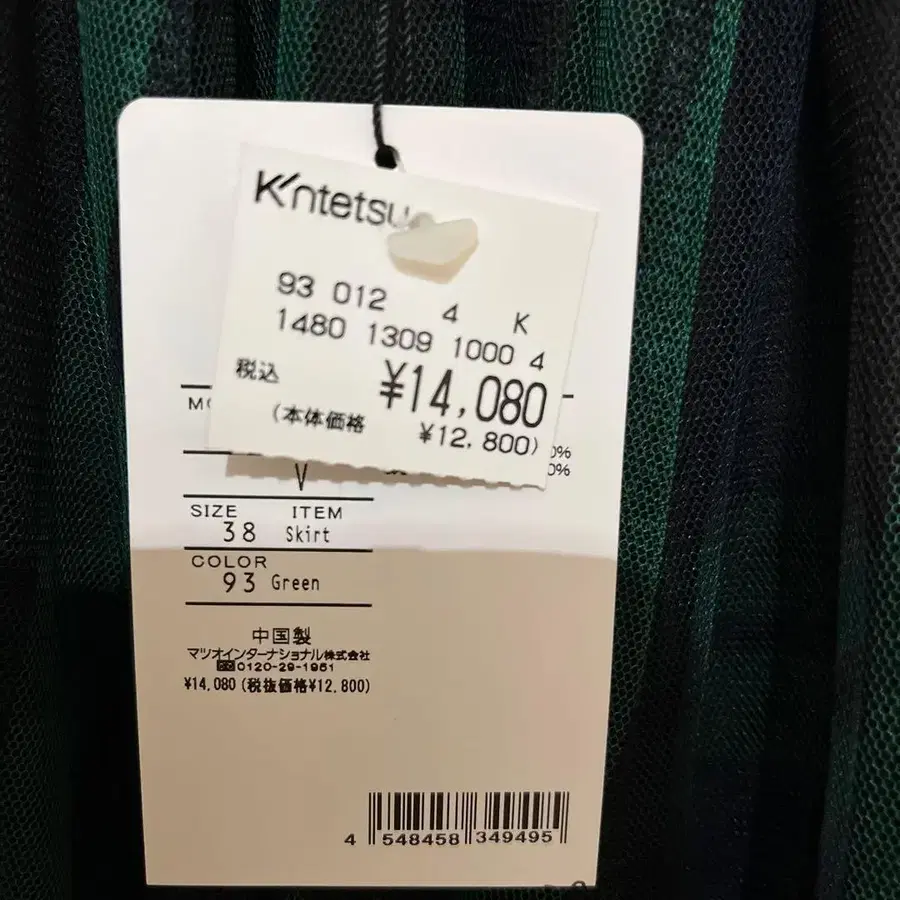 K'ntetsu
93 012 4 K
1480 1309 1000 4
税込 ¥14,080
(本体価格 ¥12,800)
0%
0%
V
SIZE ITEM
38 Skirt
COLOR
93 Green
中国製
マツオインターナショナル株式会社
0120-29-1951
¥14,080(税抜価格¥12,800)
4 548458 349495